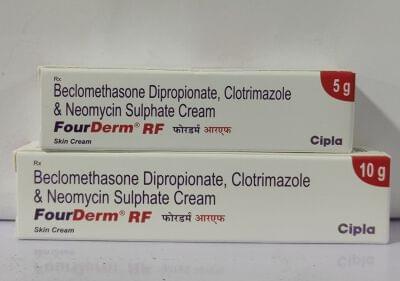 Rx
5 g
Beclomethasone Dipropionate, Clotrimazole
& Neomycin Sulphate Cream
FourDerm® RF फोरडर्म आरएफ
Skin Cream
Cipla
Rx
10 g
Beclomethasone Dipropionate, Clotrimazole
& Neomycin Sulphate Cream
FourDerm® RF फोरडर्म आरएफ
Skin Cream
Cipla